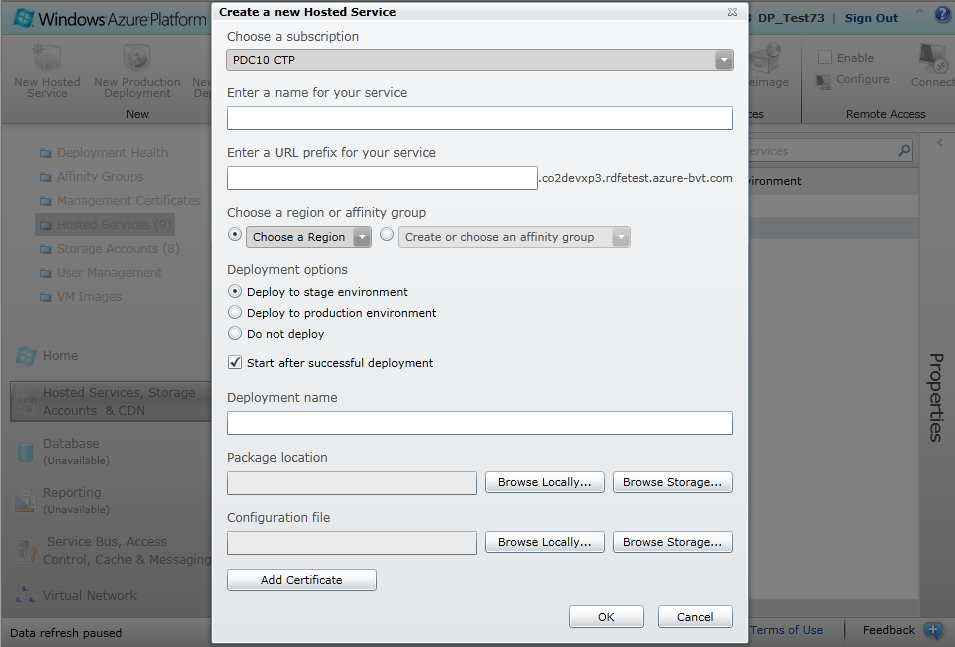 Windows Azure Platform
DP_Test73 | Sign Out
New Hosted
Service
New Production
Deployment
New
New
Enable
Configure
Connect
Remote Access
Deployment Health
Affinity Groups
Management Certificates
Hosted Services (9)
Storage Accounts (8)
User Management
VM Images
Home
Hosted Services, Storage
Accounts & CDN
Database
(Unavailable)
Reporting
(Unavailable)
Service Bus, Access
Control, Cache & Messaging
Virtual Network
Data refresh paused
Create a new Hosted Service
Choose a subscription
PDC10 CTP
Enter a name for your service
Enter a URL prefix for your service
.co2devxp3.rdfetest.azure-bvt.com
Choose a region or affinity group
Choose a Region
Create or choose an affinity group
Deployment options
Deploy to stage environment
Deploy to production environment
Do not deploy
Start after successful deployment
Deployment name
Package location
Browse Locally...
Browse Storage...
Configuration file
Browse Locally...
Browse Storage...
Add Certificate
OK
Cancel
Properties
Terms of Use
Feedback